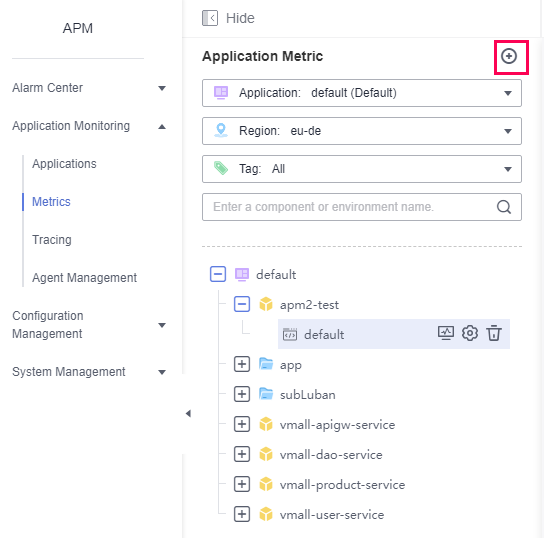 APM
Alarm Center
Application Monitoring
Applications
Metrics
Tracing
Agent Management
Configuration
Management
System Management
Hide
Application Metric
Application: default (Default)
Region: eu-de
Tag: All
Enter a component or environment name.
default
apm2-test
default
app
subLuban
vmall-apigw-service
vmall-dao-service
vmall-product-service
vmall-user-service